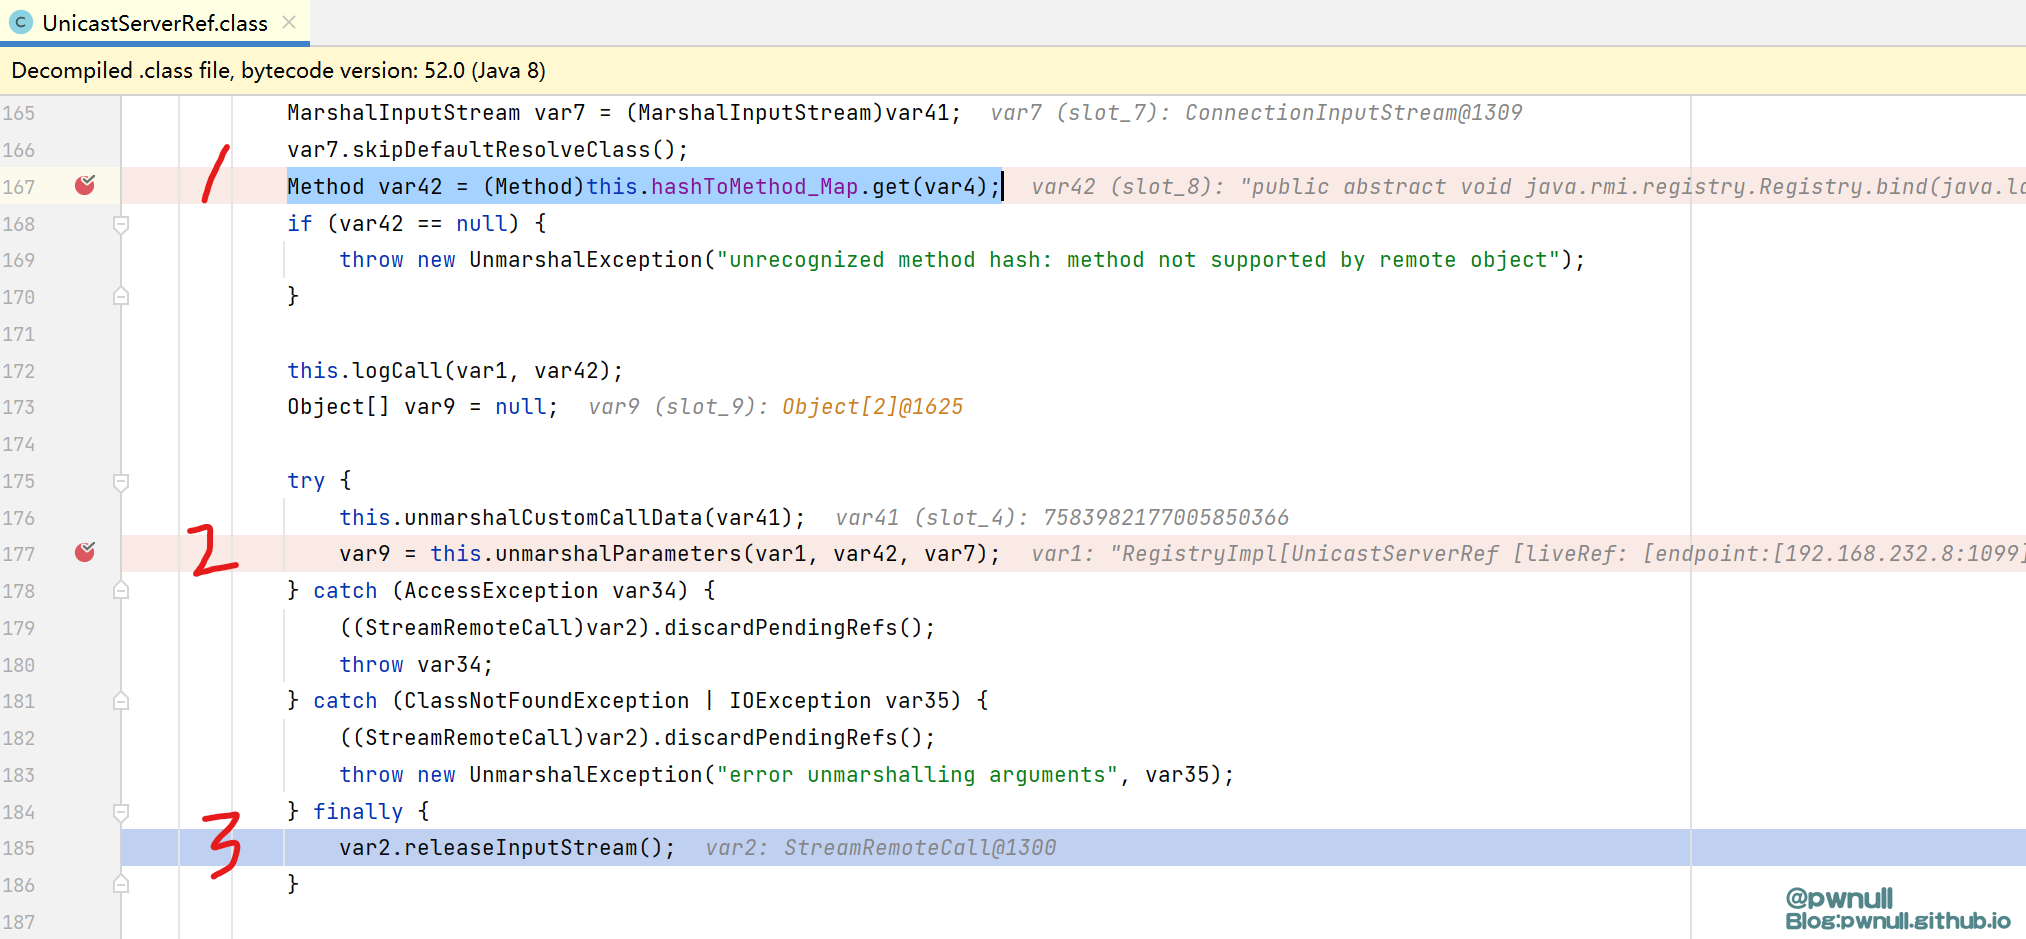 C UnicastServerRef.class
Decompiled .class file, bytecode version: 52.0 (Java 8)
165 MarshalInputStream var7 = (MarshalInputStream)var41; var7 (slot_7): ConnectionInputStream@1309
166 var7.skipDefaultResolveClass();
1
167 Method var42 = (Method)this.hashToMethod_Map.get(var4); var42 (slot_8): "public abstract void java.rmi.registry.Registry.bind(java.la
168 if (var42 == null) {
169 throw new UnmarshalException("unrecognized method hash: method not supported by remote object");
170 }
171
172 this.logCall(var1, var42);
173 Object[] var9 = null; var9 (slot_9): Object[2]@1625
174
175 try {
176 this.unmarshalCustomCallData(var41); var41 (slot_4): 7583982177005850366
2
177 var9 = this.unmarshalParameters(var1, var42, var7); var1: "RegistryImpl[UnicastServerRef [liveRef: [endpoint:[192.168.232.8:1099]
178 } catch (AccessException var34) {
179 ((StreamRemoteCall)var2).discardPendingRefs();
180 throw var34;
181 } catch (ClassNotFoundException | IOException var35) {
182 ((StreamRemoteCall)var2).discardPendingRefs();
183 throw new UnmarshalException("error unmarshalling arguments", var35);
184 } finally {
3
185 var2.releaseInputStream(); var2: StreamRemoteCall@1300
186 }
187
@pwnull
Blog:pwnull.github.io